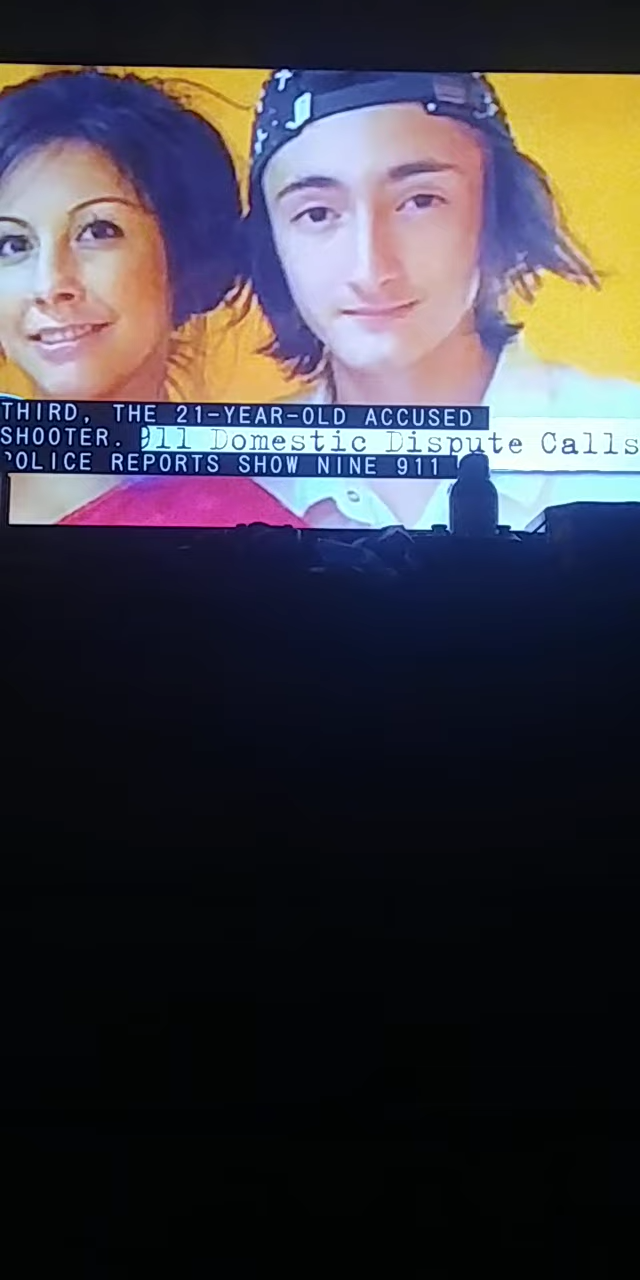 THIRD, THE 21-YEAR-OLD ACCUSED
SHOOTER.
911 Domestic Dispute Calls
POLICE REPORTS SHOW NINE 911